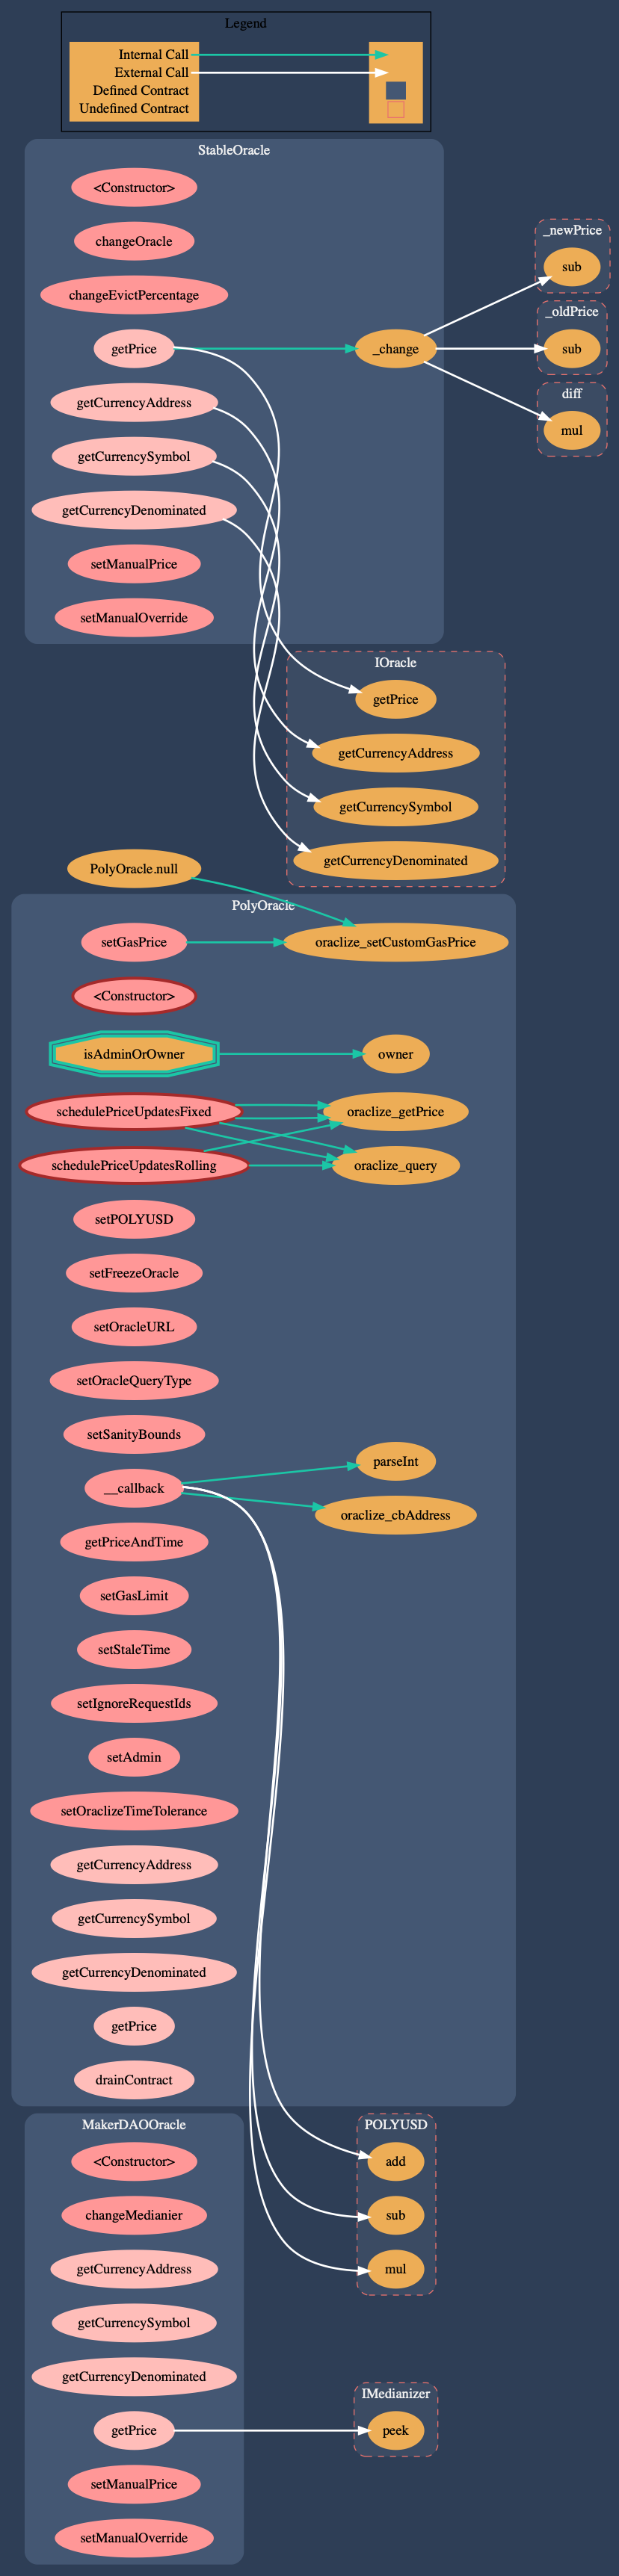 Legend
Internal Call
External Call
Defined Contract
Undefined Contract
StableOracle
<Constructor>
changeOracle
changeEvictPercentage
getPrice
_change
getCurrencyAddress
getCurrencySymbol
getCurrencyDenominated
setManualPrice
setManualOverride
_newPrice
sub
_oldPrice
sub
diff
mul
IOracle
getPrice
getCurrencyAddress
getCurrencySymbol
getCurrencyDenominated
PolyOracle.null
PolyOracle
setGasPrice
oraclize_setCustomGasPrice
<Constructor>
isAdminOrOwner
owner
schedulePriceUpdatesFixed
oraclize_getPrice
schedulePriceUpdatesRolling
oraclize_query
setPOLYUSD
setFreezeOracle
setOracleURL
setOracleQueryType
setSanityBounds
parseInt
__callback
oraclize_cbAddress
getPriceAndTime
setGasLimit
setStaleTime
setIgnoreRequestIds
setAdmin
setOraclizeTimeTolerance
getCurrencyAddress
getCurrencySymbol
getCurrencyDenominated
getPrice
drainContract
MakerDAOOracle
<Constructor>
changeMedianier
getCurrencyAddress
getCurrencySymbol
getCurrencyDenominated
getPrice
setManualPrice
setManualOverride
POLYUSD
add
sub
mul
IMedianizer
peek